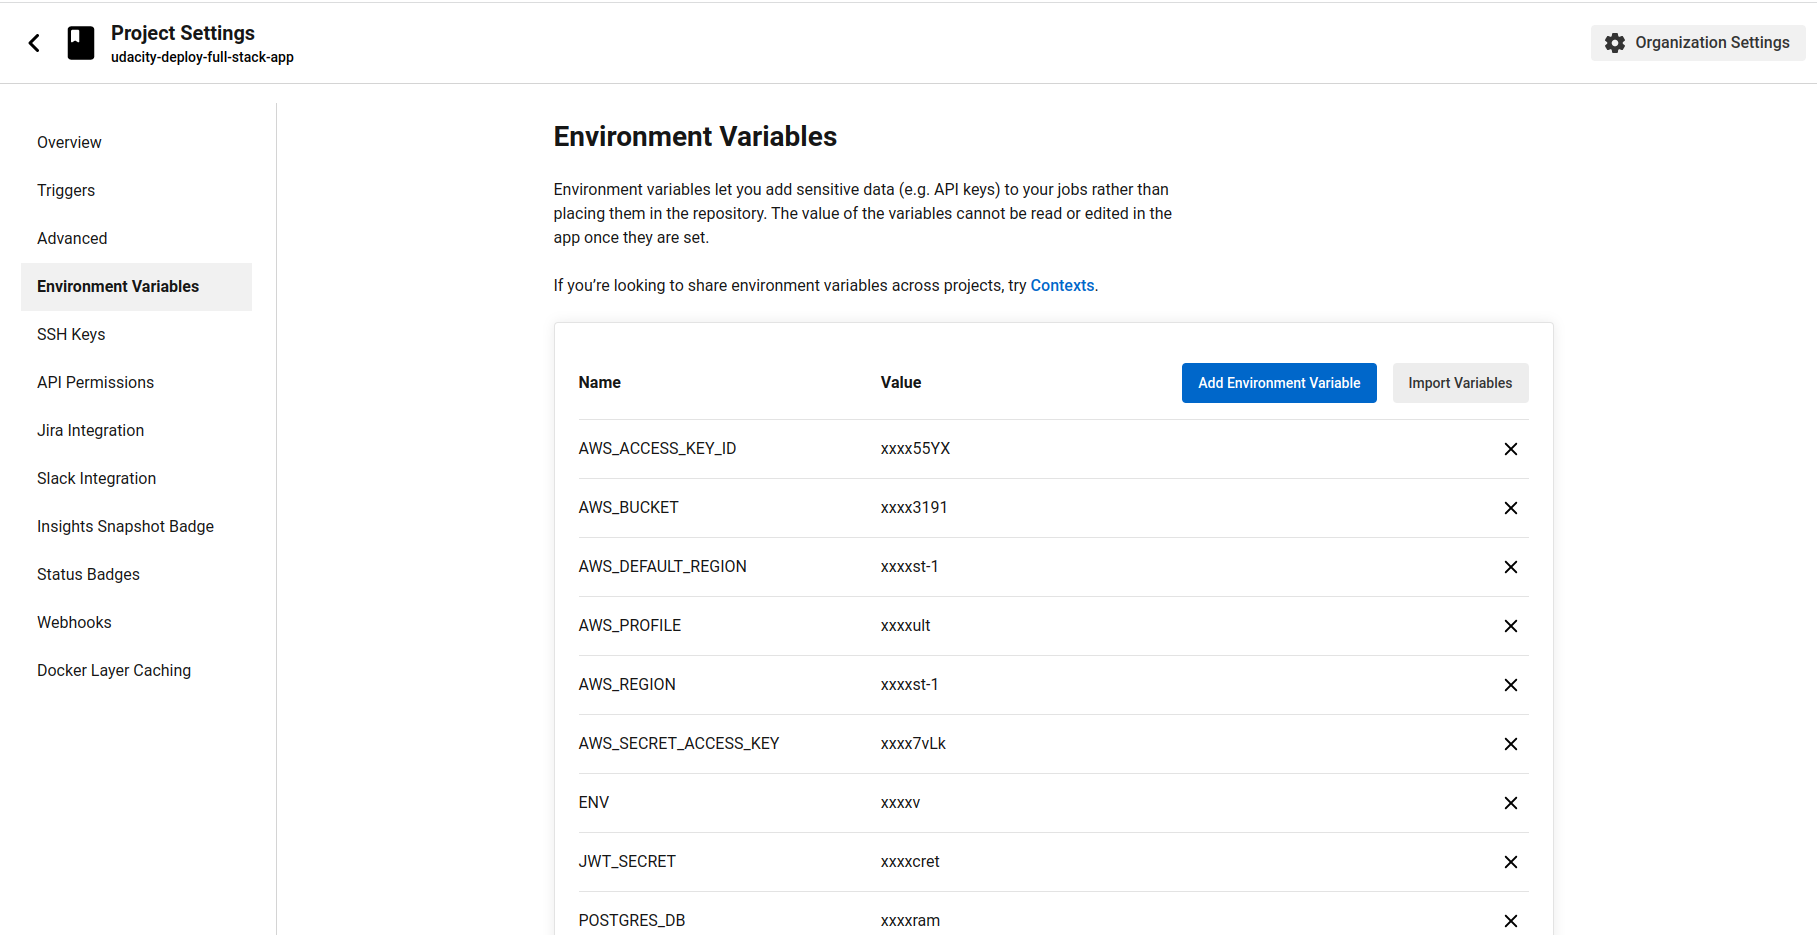 Project Settings
udacity-deploy-full-stack-app
Organization Settings
Overview
Triggers
Advanced
Environment Variables
SSH Keys
API Permissions
Jira Integration
Slack Integration
Insights Snapshot Badge
Status Badges
Webhooks
Docker Layer Caching
Environment Variables
Environment variables let you add sensitive data (e.g. API keys) to your jobs rather than
placing them in the repository. The value of the variables cannot be read or edited in the
app once they are set.
If you’re looking to share environment variables across projects, try Contexts.
Name Value Add Environment Variable Import Variables
AWS_ACCESS_KEY_ID xxxx55YX
AWS_BUCKET xxxx3191
AWS_DEFAULT_REGION xxxxst-1
AWS_PROFILE xxxxult
AWS_REGION xxxxst-1
AWS_SECRET_ACCESS_KEY xxxx7vLk
ENV xxxxv
JWT_SECRET xxxxcret
POSTGRES_DB xxxxram